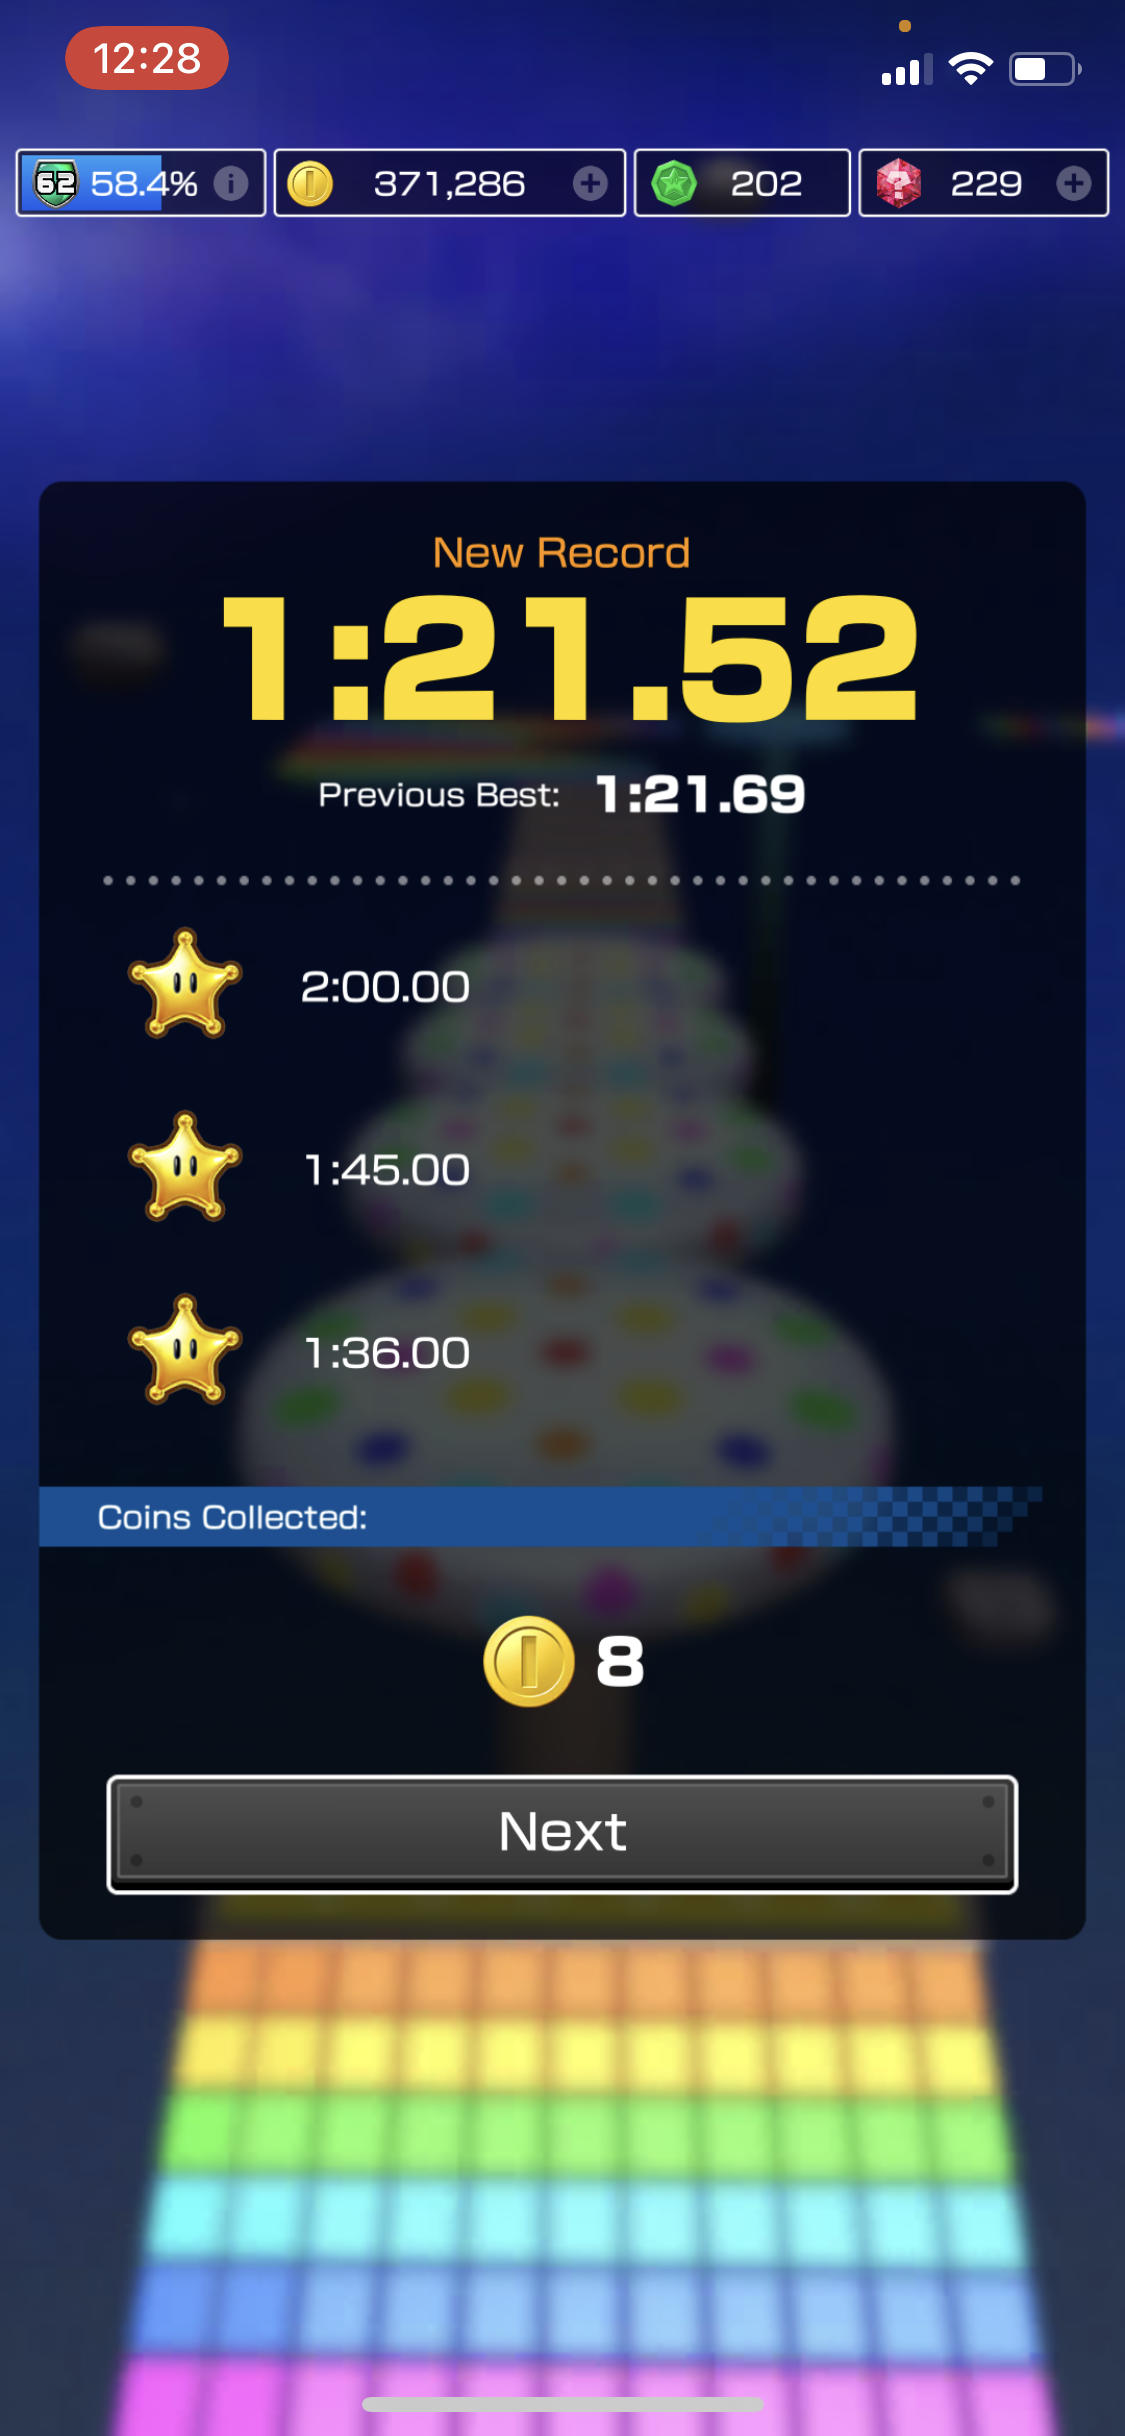 12:28
62 58.4% i 371,286 + 202 ? 229 +
New Record
1:21.52
Previous Best: 1:21.69
2:00.00
1:45.00
1:36.00
Coins Collected:
8
Next